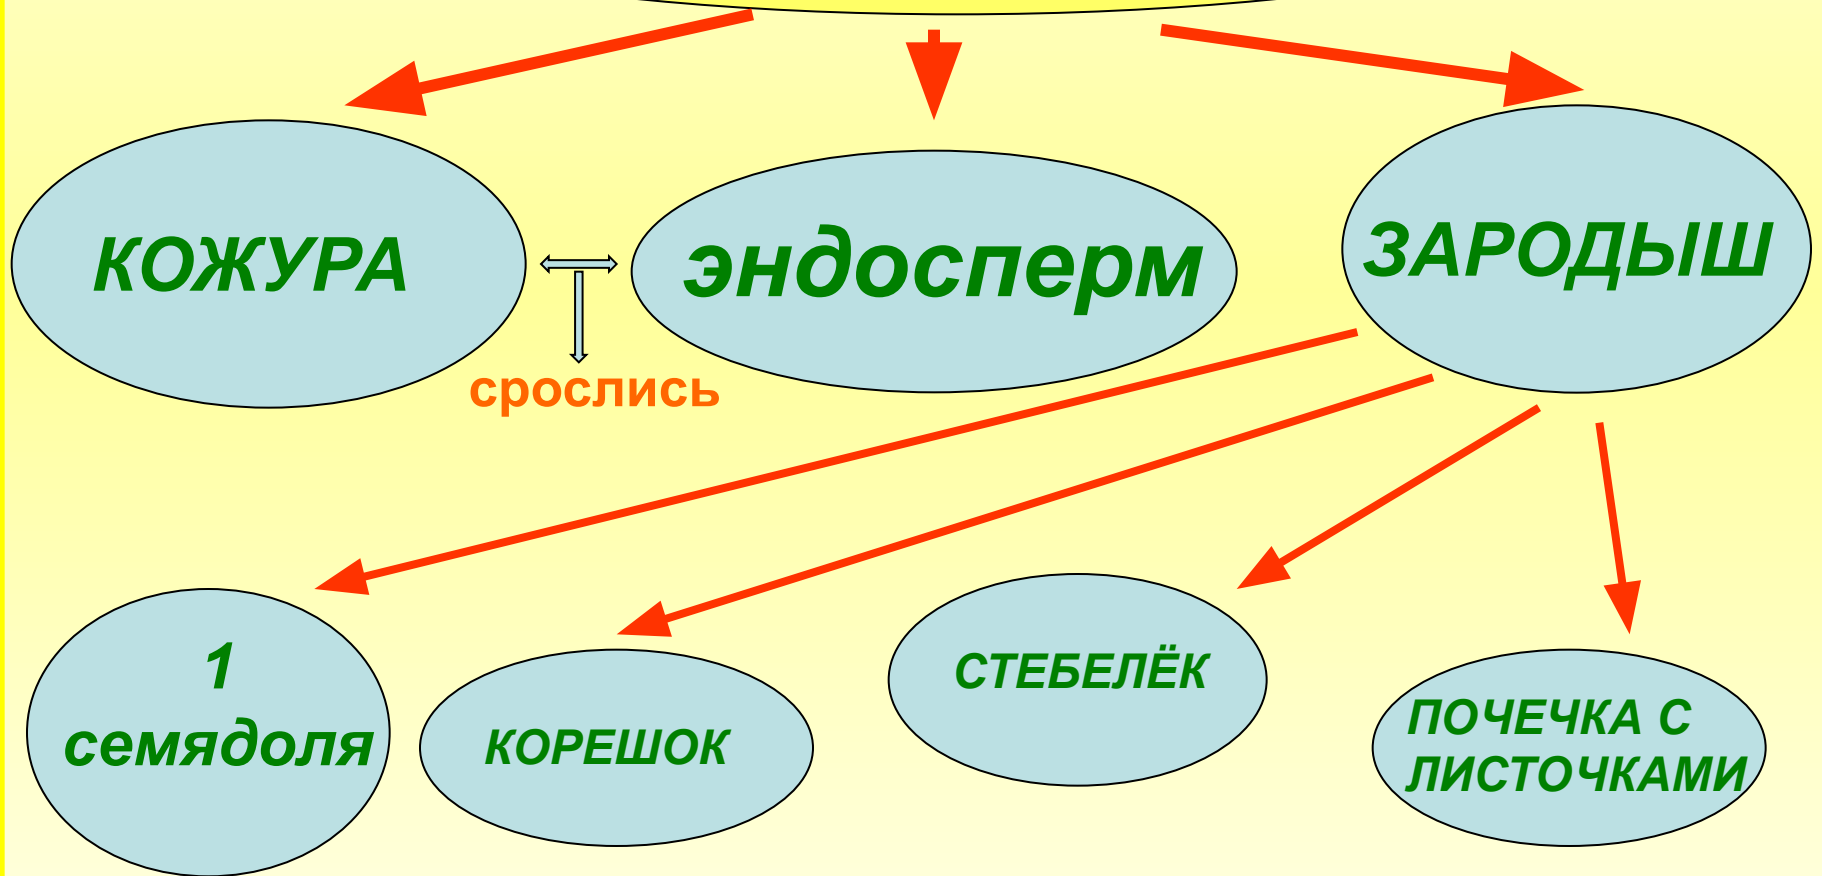 КОЖУРА
эндосперм
ЗАРОДЫШ
срослись
1
семядоля
КОРЕШОК
СТЕБЕЛЁК
ПОЧЕЧКА С
ЛИСТОЧКАМИ